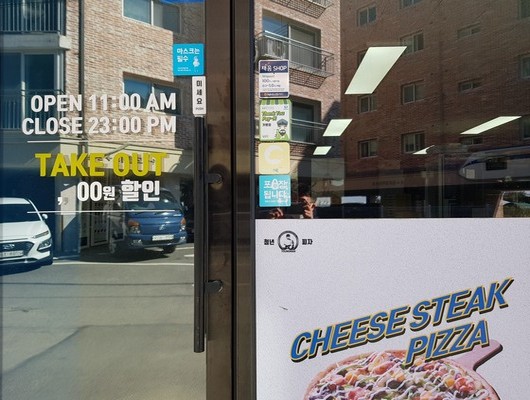 OPEN 11:00 AM
CLOSE 23:00 PM
TAKE OUT
, 00원 할인
마스크는
필수
미세요
SHOP
청년 피자
CHEESE STEAK
PIZZA